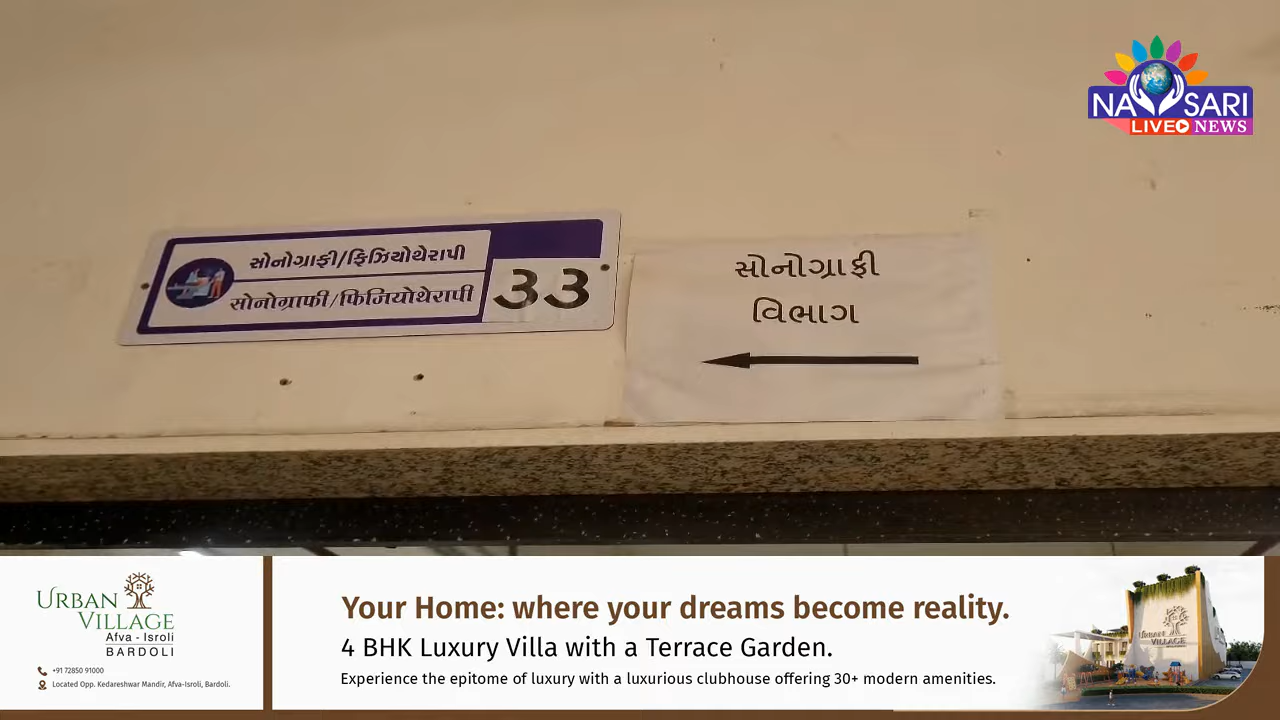 NAVSARI
LIVE NEWS
સોનોગ્રાફી/ફિઝિયોથેરાપી
सोनोग्राफी/फिजियोथेरापी
૩૩
સોનોગ્રાફી
વિભાગ
URBAN
VILLAGE
Afva - Isroli
BARDOLI
+91 72850 91000
Located Opp. Kedareshwar Mandir, Afva-Isroli, Bardoli.
Your Home: where your dreams become reality.
4 BHK Luxury Villa with a Terrace Garden.
Experience the epitome of luxury with a luxurious clubhouse offering 30+ modern amenities.
URBAN
VILLAGE